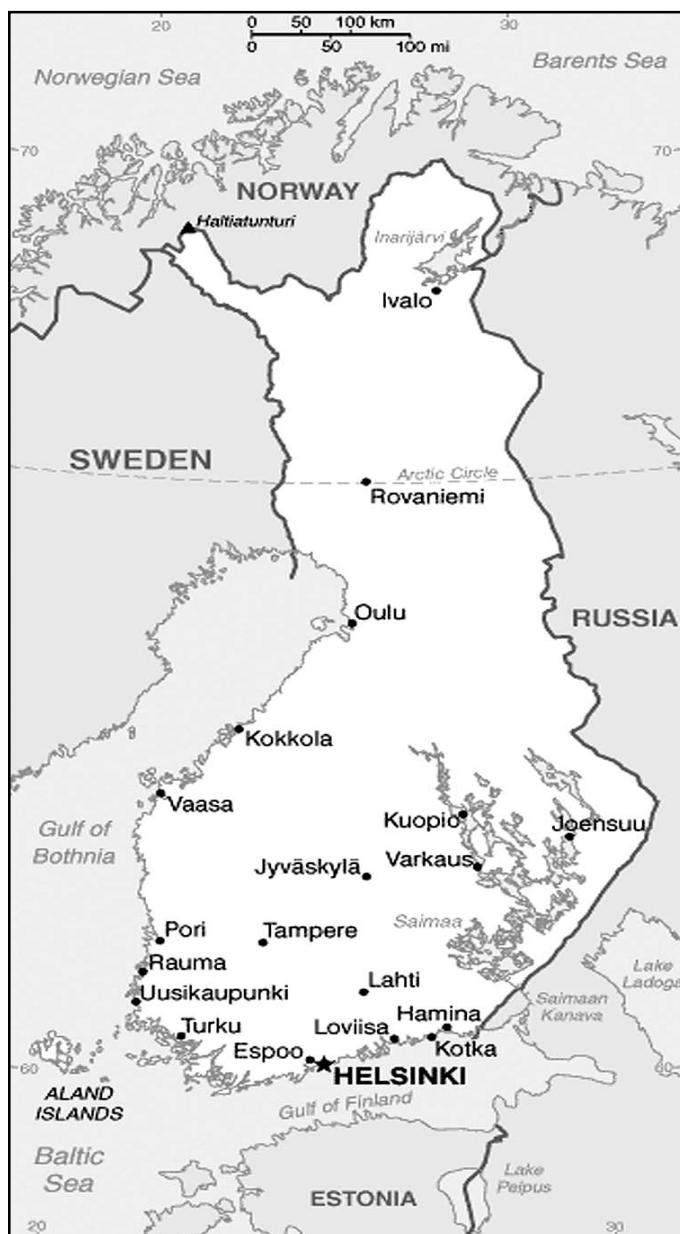 20
0 50 100 km
0 50 100 mi
30
Norwegian Sea
Barents Sea
70
70
NORWAY
Haltiatunturi
Inarijärvi
Ivalo
SWEDEN
Arctic Circle
Rovaniemi
Oulu
RUSSIA
Kokkola
Vaasa
Gulf of
Bothnia
Kuopio
Joensuu
Varkaus
Jyväskylä
Saimaa
Pori
Tampere
Rauma
Lahti
Lake
Ladoga
Uusikaupunki
Hamina
Saimaan
Kanava
Turku
Loviisa
Kotka
Espoo
HELSINKI
60
60
ALAND
ISLANDS
Gulf of Finland
Baltic
Sea
Lake
Peipus
ESTONIA
20
30